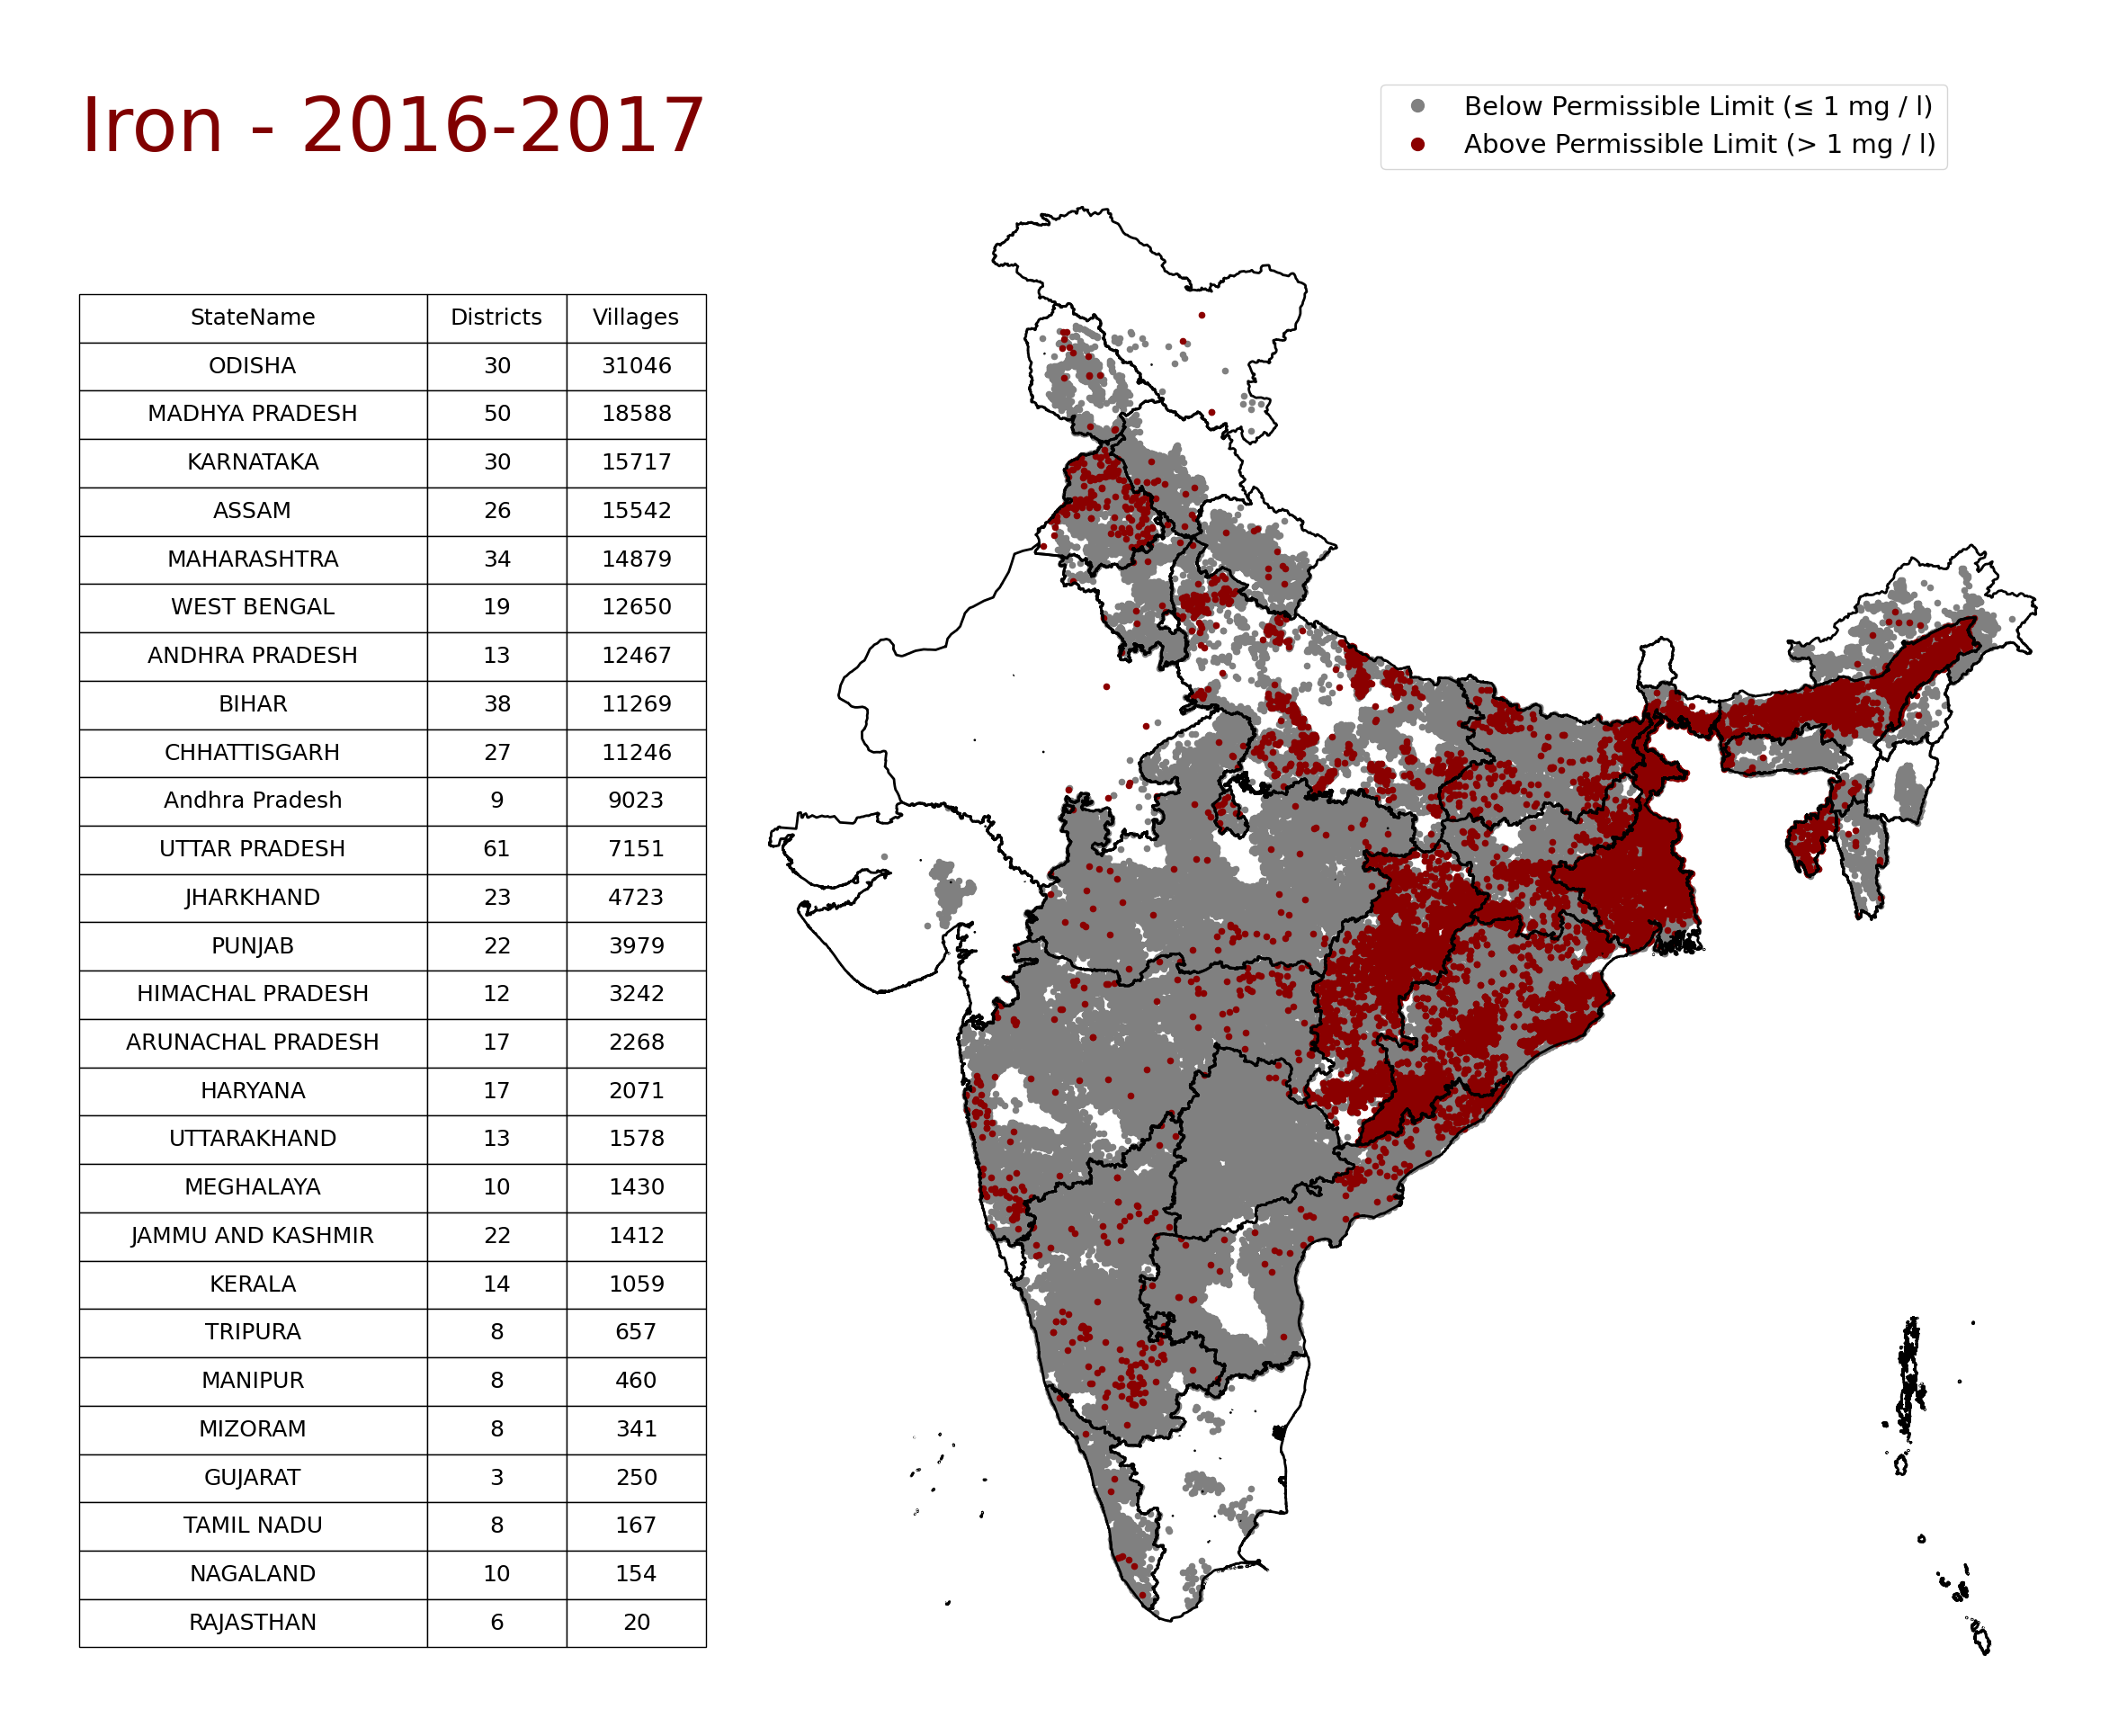 Iron - 2016-2017
Below Permissible Limit (≤ 1 mg / l)
Above Permissible Limit (> 1 mg / l)
StateName Districts Villages
ODISHA 30 31046
MADHYA PRADESH 50 18588
KARNATAKA 30 15717
ASSAM 26 15542
MAHARASHTRA 34 14879
WEST BENGAL 19 12650
ANDHRA PRADESH 13 12467
BIHAR 38 11269
CHHATTISGARH 27 11246
Andhra Pradesh 9 9023
UTTAR PRADESH 61 7151
JHARKHAND 23 4723
PUNJAB 22 3979
HIMACHAL PRADESH 12 3242
ARUNACHAL PRADESH 17 2268
HARYANA 17 2071
UTTARAKHAND 13 1578
MEGHALAYA 10 1430
JAMMU AND KASHMIR 22 1412
KERALA 14 1059
TRIPURA 8 657
MANIPUR 8 460
MIZORAM 8 341
GUJARAT 3 250
TAMIL NADU 8 167
NAGALAND 10 154
RAJASTHAN 6 20